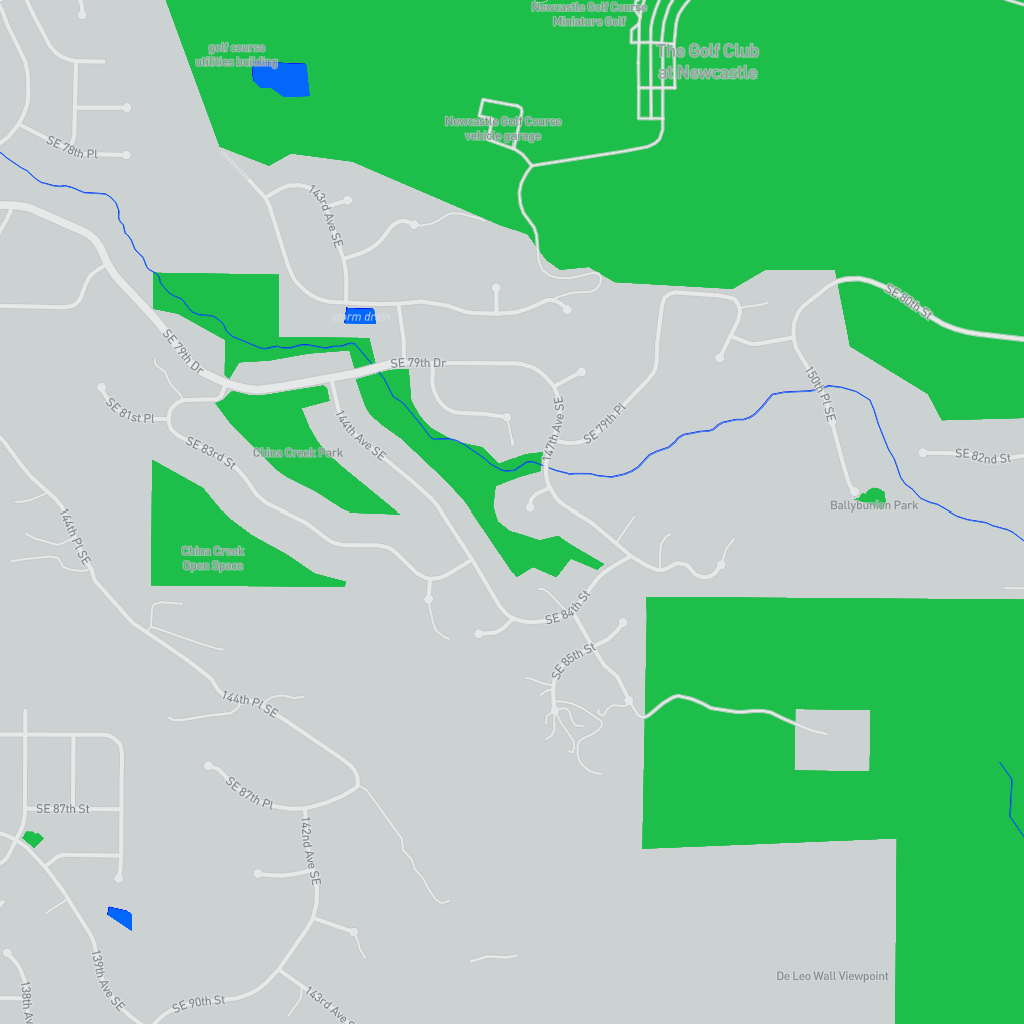 Newcastle Golf Course
Miniature Golf
golf course
utilities building
The Golf Club
at Newcastle
Newcastle Golf Course
vehicle garage
SE 78th Pl
143rd Ave SE
SE 80th St
storm drain
SE 79th Dr
SE 79th Dr
SE 81st Pl
150th Pl SE
147th Ave SE
SE 79th Pl
144th Ave SE
SE 83rd St
China Creek Park
SE 82nd St
Ballybunion Park
144th Pl SE
China Creek
Open Space
SE 84th St
SE 85th St
144th Pl SE
SE 87th Pl
SE 87th St
142nd Ave SE
De Leo Wall Viewpoint
139th Ave SE
SE 90th St
138th Av
143rd Ave S